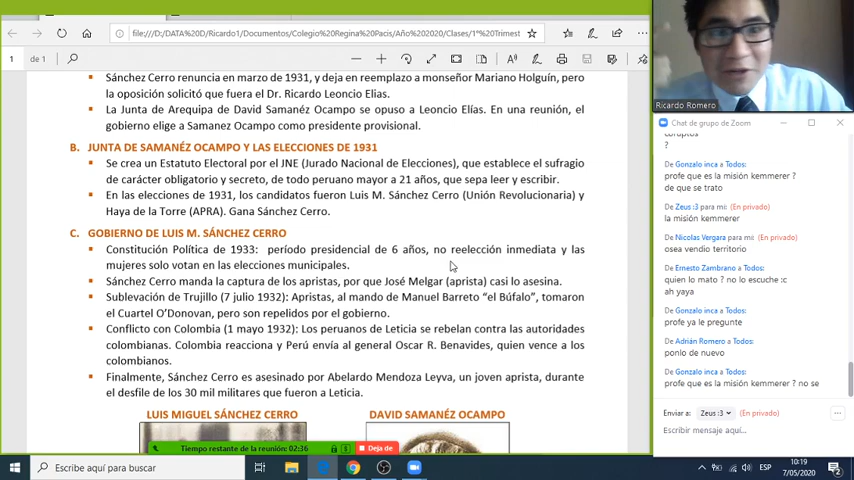 file:///D:/DATA%20D/Ricardo1/Documentos/Colegio%20Regina%20Pacis/Año%202020/Clases/1º%20Trimest
1 de 1
Sánchez Cerro renuncia en marzo de 1931, y deja en reemplazo a monseñor Mariano Holguín, pero
la oposición solicitó que fuera el Dr. Ricardo Leoncio Elias.
La Junta de Arequipa de David Samanéz Ocampo se opuso a Leoncio Elías. En una reunión, el
gobierno elige a Samanez Ocampo como presidente provisional.
B. JUNTA DE SAMANÉZ OCAMPO Y LAS ELECCIONES DE 1931
Se crea un Estatuto Electoral por el JNE (Jurado Nacional de Elecciones), que establece el sufragio
de carácter obligatorio y secreto, de todo peruano mayor a 21 años, que sepa leer y escribir.
En las elecciones de 1931, los candidatos fueron Luis M. Sánchez Cerro (Unión Revolucionaria) y
Haya de la Torre (APRA). Gana Sánchez Cerro.
C. GOBIERNO DE LUIS M. SÁNCHEZ CERRO
Constitución Política de 1933: período presidencial de 6 años, no reelección inmediata y las
mujeres solo votan en las elecciones municipales.
Sánchez Cerro manda la captura de los apristas, por que José Melgar (aprista) casi lo asesina.
Sublevación de Trujillo (7 julio 1932): Apristas, al mando de Manuel Barreto "el Búfalo", tomaron
el Cuartel O'Donovan, pero son repelidos por el gobierno.
Conflicto con Colombia (1 mayo 1932): Los peruanos de Leticia se rebelan contra las autoridades
colombianas. Colombia reacciona y Perú envía al general Oscar R. Benavides, quien vence a los
colombianos.
Finalmente, Sánchez Cerro es asesinado por Abelardo Mendoza Leyva, un joven aprista, durante
el desfile de los 30 mil militares que fueron a Leticia.
LUIS MIGUEL SÁNCHEZ CERRO DAVID SAMANÉZ OCAMPO
Tiempo restante de la reunión: 02:36 Deja de
Ricardo Romero
Chat de grupo de Zoom
corruptos
?
De Gonzalo inca a Todos:
profe que es la misión kemmerer ?
de que se trato
De Zeus :3 para mí: (En privado)
la misión kemmerer
De Nicolas Vergara para mí: (En privado)
osea vendio territorio
De Ernesto Zambrano a Todos:
quien lo mato ? no lo escuche :c
ah yaya
De Gonzalo inca a Todos:
profe ya le pregunte
De Adrián Romero a Todos:
ponlo de nuevo
De Gonzalo inca a Todos:
profe que es la misión kemmerer ? no se
Enviar a: Zeus :3 (En privado)
Escribir mensaje aquí...
Escribe aquí para buscar
ESP
10:19
7/05/2020
2